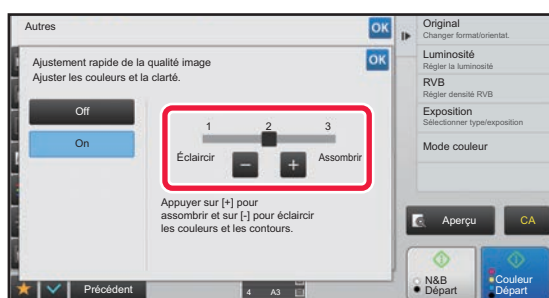 Autres
OK
Ajustement rapide de la
qualité image
Ajuster les couleurs et la clarté.
OK
Off
On
1 2 3
Éclaircir - + Assombrir
Appuyer sur [+] pour
assombrir et sur [-] pour éclaircir
les couleurs et les contours.
Précédent
4 A3
Original
Changer format/orientat.
Luminosité
Régler la luminosité
RVB
Régler densité RVB
Exposition
Sélectionner type/exposition
Mode couleur
Aperçu
CA
N&B
Départ
Couleur
Départ